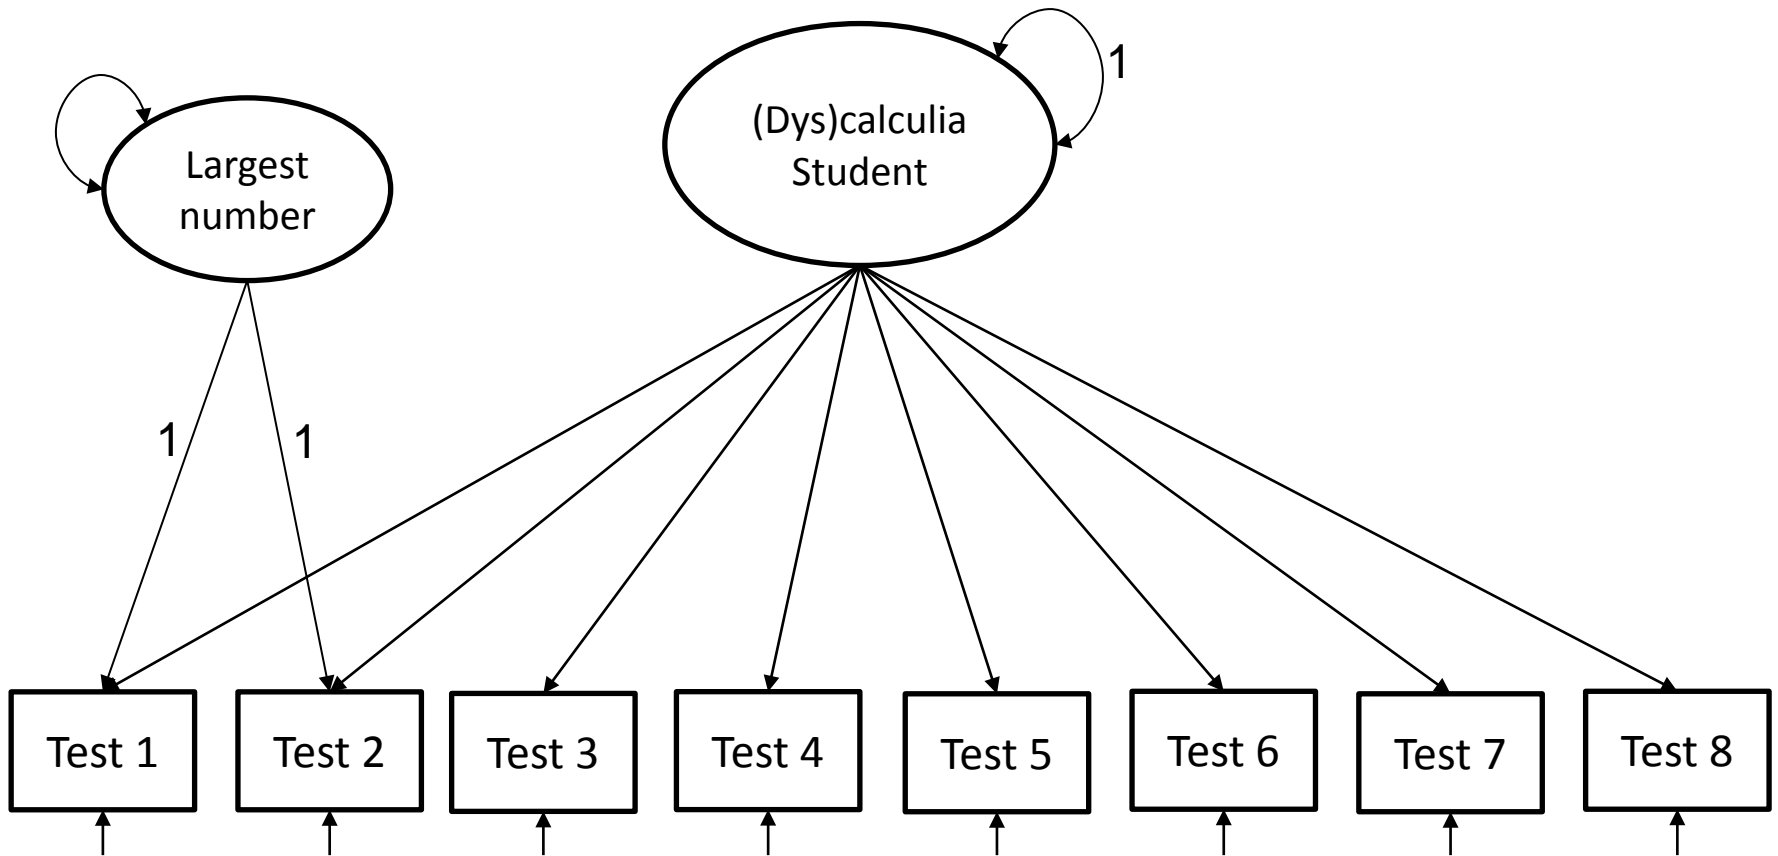 1
(Dys)calculia
Student
Largest
number
1
1
Test 1
Test 2
Test 3
Test 4
Test 5
Test 6
Test 7
Test 8